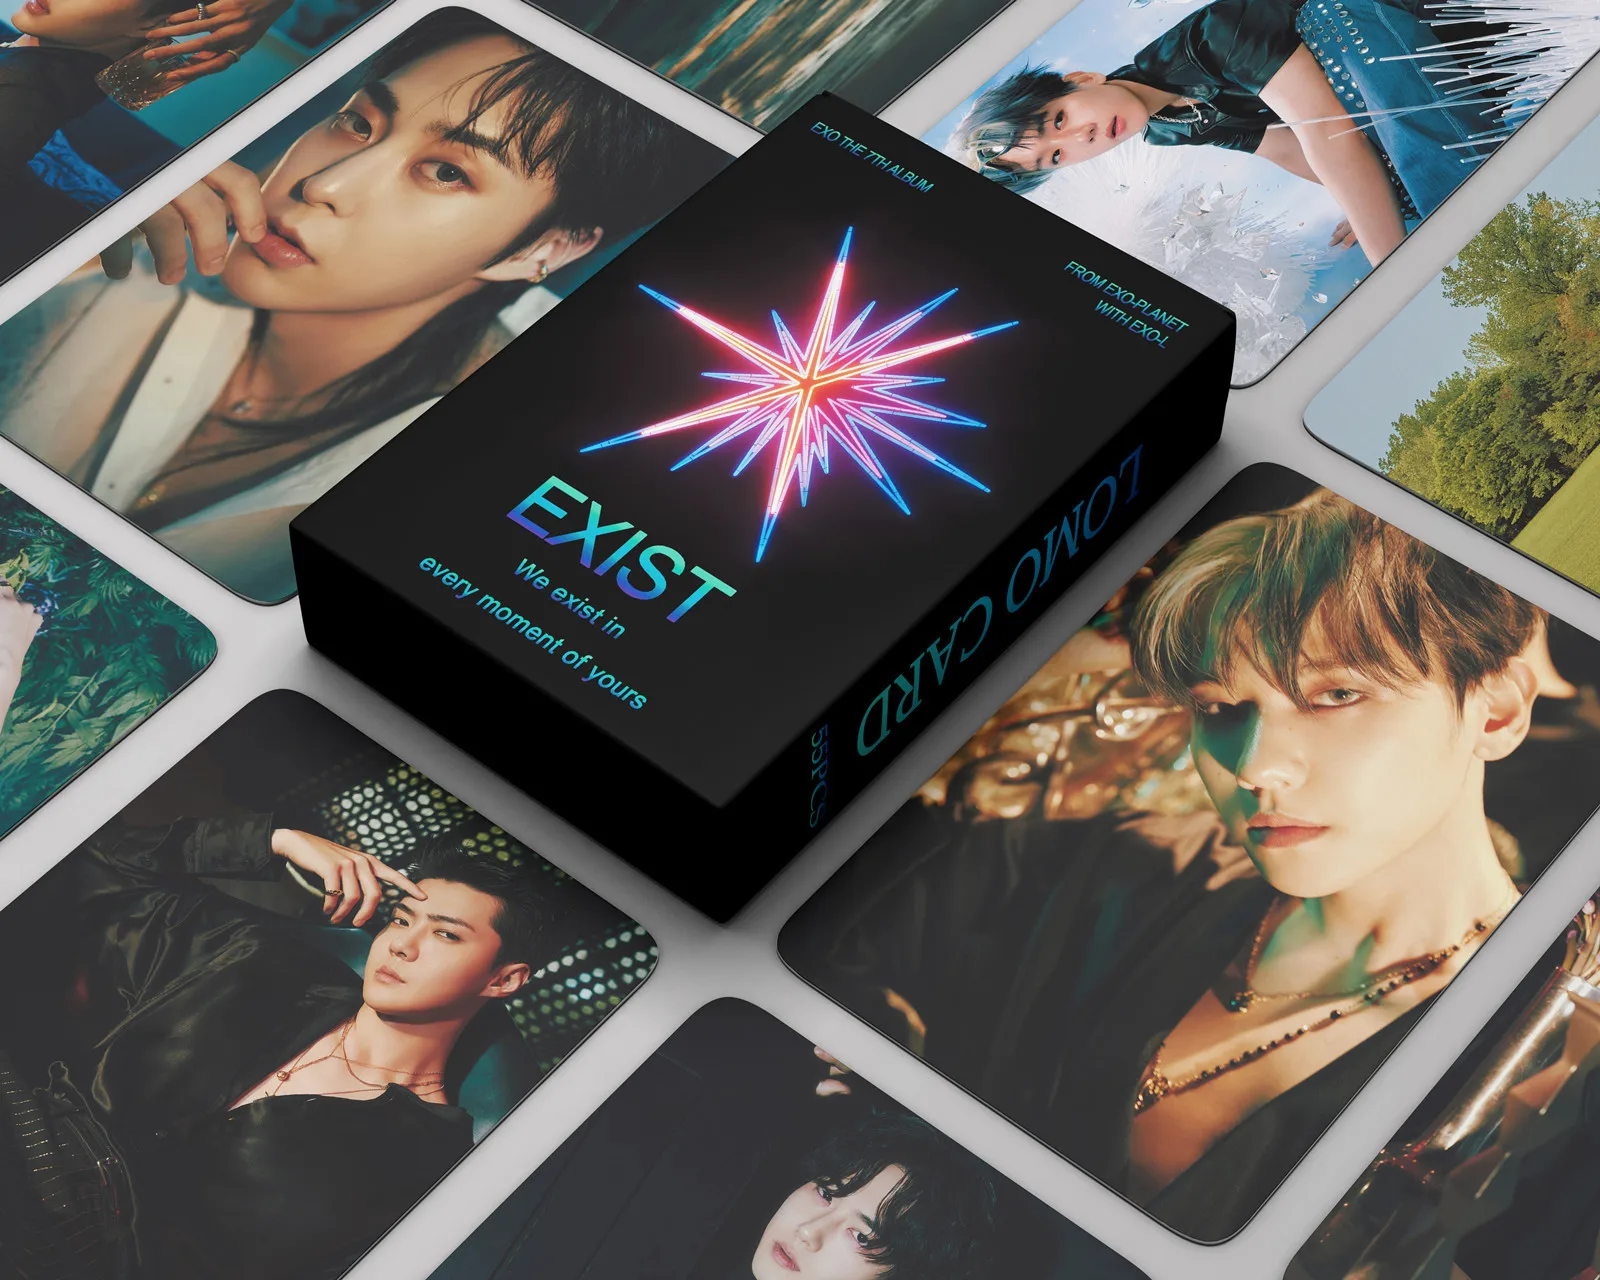 EXO THE 7TH ALBUM
FROM EXO-PLANET
WITH EXO-L
EXIST
We exist in
every moment of yours
LOMO CARD
55PCS